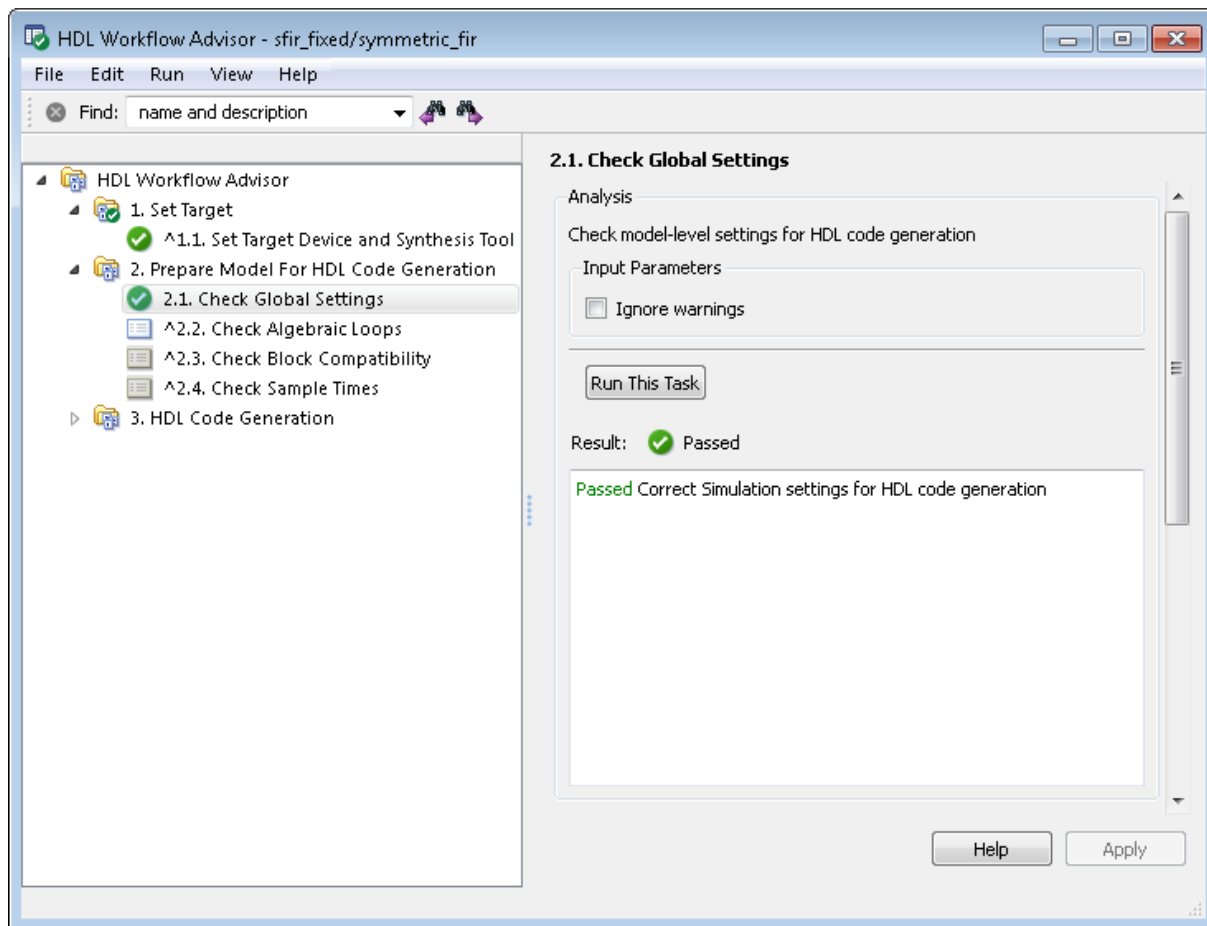 HDL Workflow Advisor - sfir_fixed/symmetric_fir
File Edit Run View Help
Find: name and description
HDL Workflow Advisor
1. Set Target
^1.1. Set Target Device and Synthesis Tool
2. Prepare Model For HDL Code Generation
2.1. Check Global Settings
^2.2. Check Algebraic Loops
^2.3. Check Block Compatibility
^2.4. Check Sample Times
3. HDL Code Generation
2.1. Check Global Settings
Analysis
Check model-level settings for HDL code generation
Input Parameters
Ignore warnings
Run This Task
Result: Passed
Passed Correct Simulation settings for HDL code generation
Help Apply